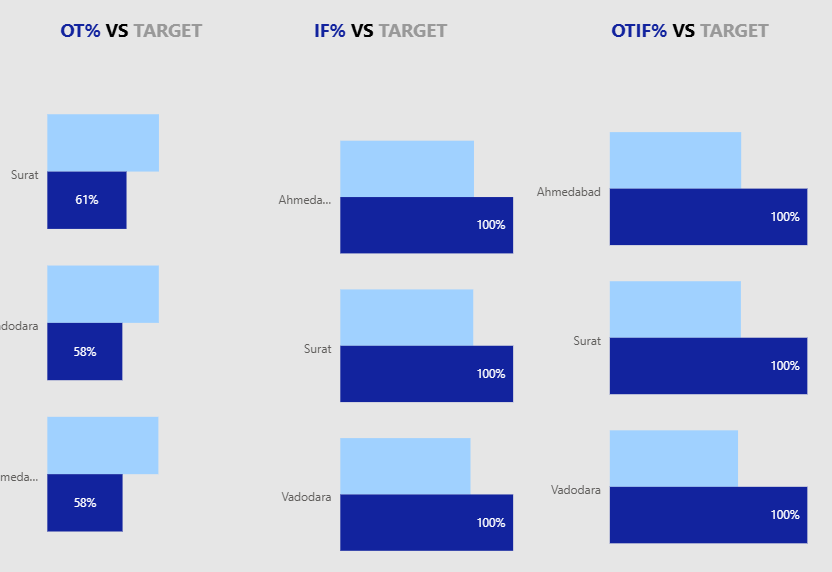 OT% VS TARGET
IF% VS TARGET
OTIF% VS TARGET
Surat
61%
adodara
58%
meda...
58%
Ahmeda...
100%
Surat
100%
Vadodara
100%
Ahmedabad
100%
Surat
100%
Vadodara
100%